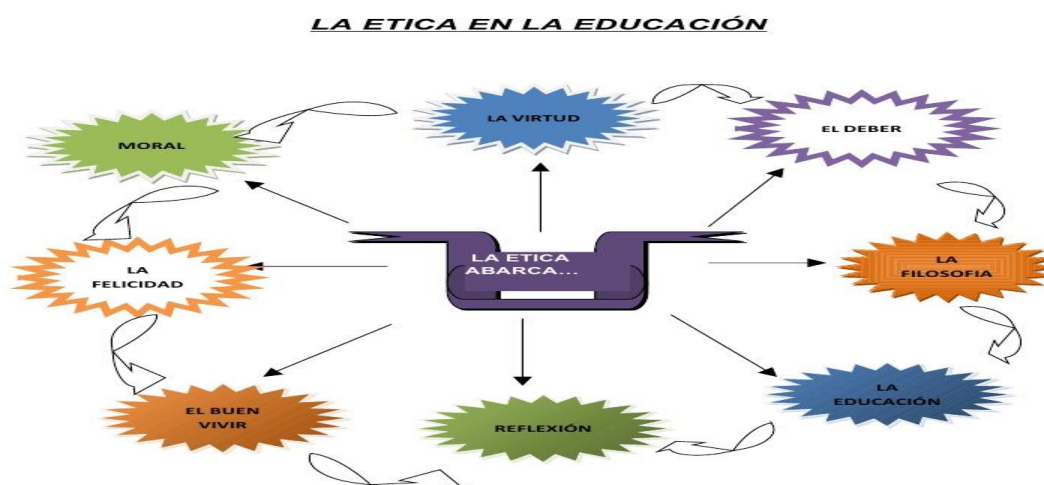 LA ETICA EN LA EDUCACIÓN
LA VIRTUD
EL DEBER
MORAL
LA ETICA
ABARCA...
LA
FELICIDAD
LA
FILOSOFIA
LA
EDUCACIÓN
EL BUEN
VIVIR
REFLEXIÓN